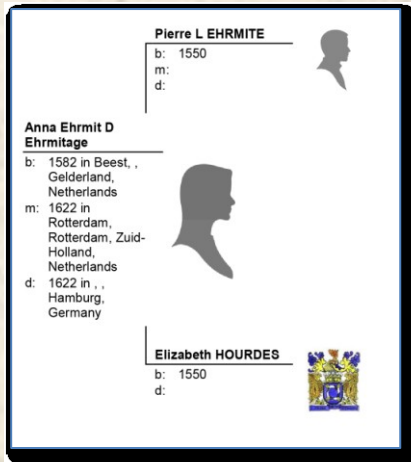 Pierre L EHRMITE
b: 1550
m:
d:
Anna Ehrmit D
Ehrmitage
b: 1582 in Beest, ,
Gelderland,
Netherlands
m: 1622 in
Rotterdam,
Rotterdam, Zuid-
Holland,
Netherlands
d: 1622 in , ,
Hamburg,
Germany
Elizabeth HOURDES
b: 1550
d: